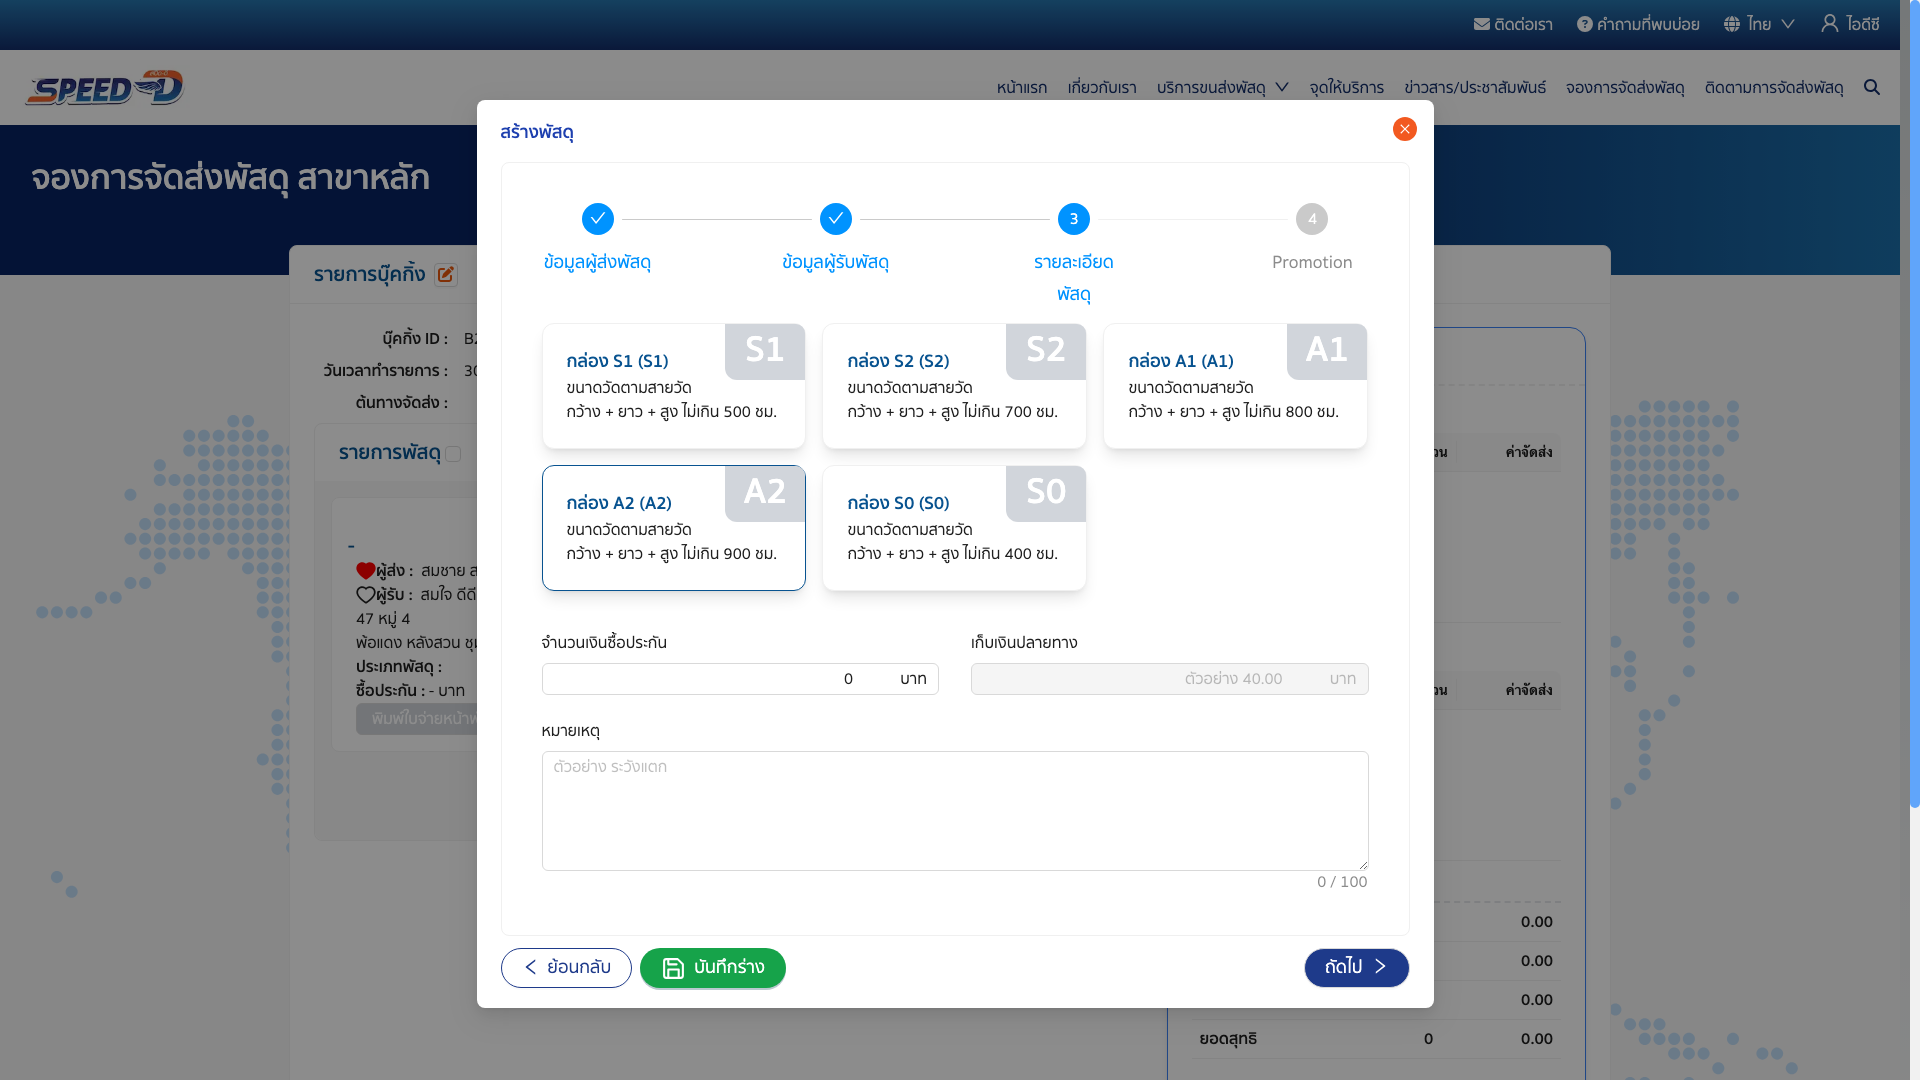 ติดต่อเรา
คำถามที่พบบ่อย
ไทย
ไอดีซี
SPEED-D
หน้าแรก
เกี่ยวกับเรา
บริการขนส่งพัสดุ
จุดให้บริการ
ข่าวสาร/ประชาสัมพันธ์
จองการจัดส่งพัสดุ
ติดตามการจัดส่งพัสดุ
จองการจัดส่งพัสดุ สาขาหลัก
รายการบุ๊คกิ้ง
บุ๊คกิ้ง ID :
วันเวลาทำรายการ : 30
ต้นทางจัดส่ง :
รายการพัสดุ
-
ผู้ส่ง : สมชาย
ผู้รับ : สมใจ ดีดี
47 หมู่ 4
พ้อแดง หลังสวน
ประเภทพัสดุ :
ซื้อประกัน : - บาท
สร้างพัสดุ
ข้อมูลผู้ส่งพัสดุ
ข้อมูลผู้รับพัสดุ
3
รายละเอียด
พัสดุ
4
Promotion
กล่อง S1 (S1)
S1
ขนาดวัดตามสายวัด
กว้าง + ยาว + สูง ไม่เกิน 500 ซม.
กล่อง S2 (S2)
S2
ขนาดวัดตามสายวัด
กว้าง + ยาว + สูง ไม่เกิน 700 ซม.
กล่อง A1 (A1)
A1
ขนาดวัดตามสายวัด
กว้าง + ยาว + สูง ไม่เกิน 800 ซม.
กล่อง A2 (A2)
A2
ขนาดวัดตามสายวัด
กว้าง + ยาว + สูง ไม่เกิน 900 ซม.
กล่อง S0 (S0)
S0
ขนาดวัดตามสายวัด
กว้าง + ยาว + สูง ไม่เกิน 400 ซม.
จำนวนเงินซื้อประกัน
0 บาท
เก็บเงินปลายทาง
ตัวอย่าง 40.00 บาท
หมายเหตุ
ตัวอย่าง ระวังแตก
0 / 100
ย้อนกลับ
บันทึกร่าง
ถัดไป
ค่าจัดส่ง
ค่าจัดส่ง
0.00
0.00
0.00
ยอดสุทธิ 0 0.00